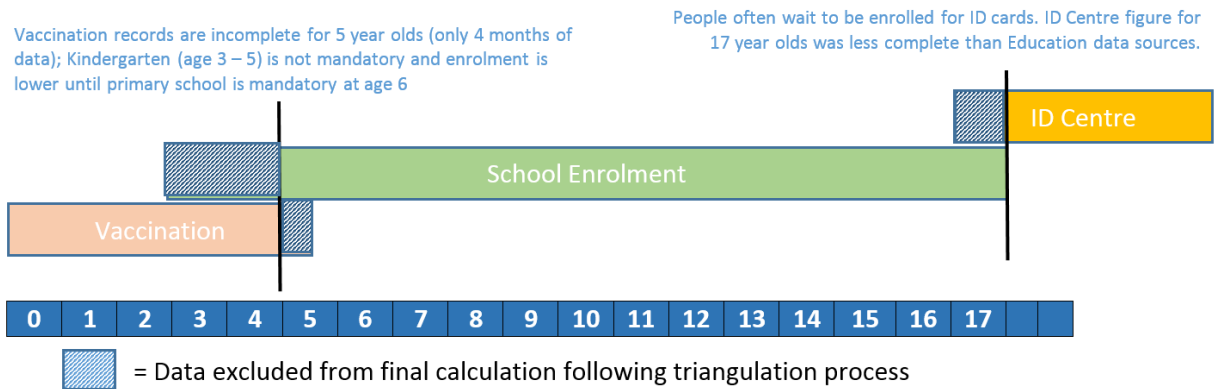 Vaccination records are incomplete for 5 year olds (only 4 months of
data); Kindergarten (age 3 – 5) is not mandatory and enrolment is
lower until primary school is mandatory at age 6
People often wait to be enrolled for ID cards. ID Centre figure for
17 year olds was less complete than Education data sources.
ID Centre
School Enrolment
Vaccination
0 1 2 3 4 5 6 7 8 9 10 11 12 13 14 15 16 17
= Data excluded from final calculation following triangulation process